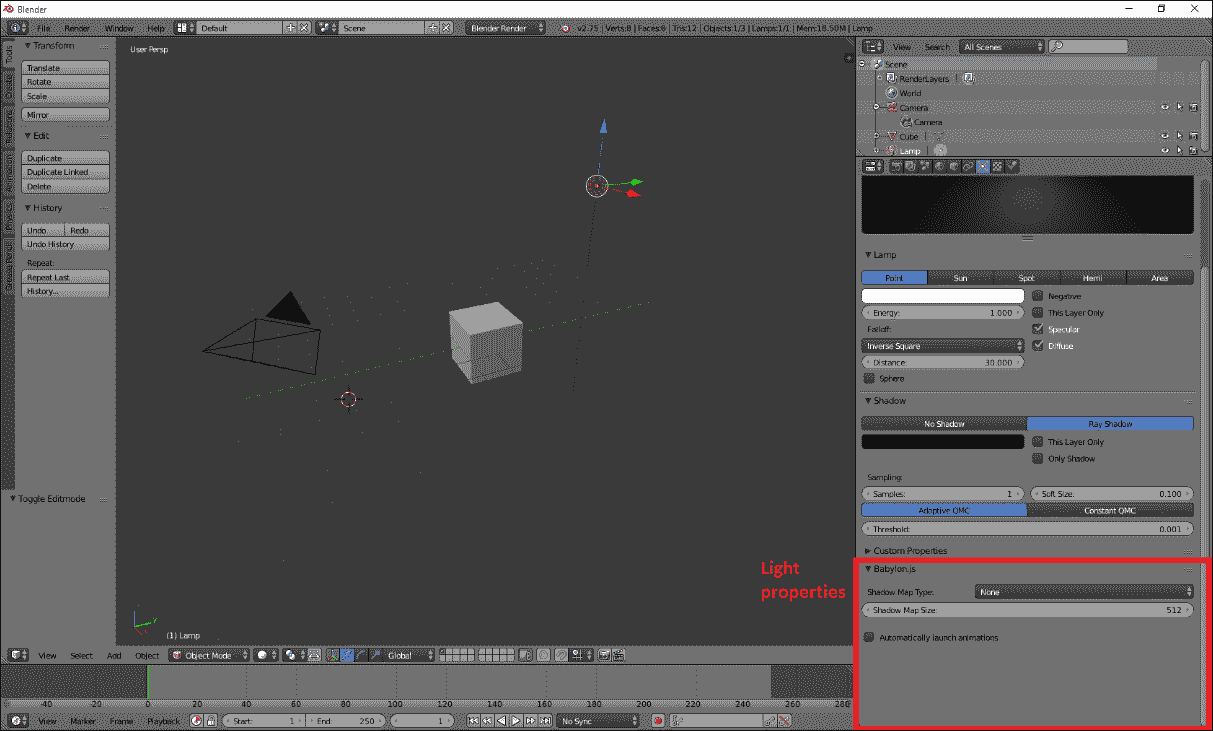 Blender
File Render Window Help Default Scene Blender Render v2.75 | Verts:8 | Faces:6 | Tris:12 | Objects:1/3 | Lamps:1/1 | Mem:18.50M | Lamp
Tools
Create
Relations
Animation
Physics
Grease Pencil
Transform
Translate
Rotate
Scale
Mirror
Edit
Duplicate
Duplicate Linked
Delete
History
Undo Redo
Undo History
Repeat:
Repeat Last
History...
Toggle Editmode
User Persp
(1) Lamp
View Select Add Object Object Mode Global
-40 -20 0 20 40 60 80 100 120 140 160 180 200 220 240 260 280
View Marker Frame Playback Start: 1 End: 250 1 No Sync
View Search All Scenes
Scene
RenderLayers
World
Camera
Camera
Cube
Lamp
Lamp
Point Sun Spot Hemi Area
Negative
Energy: 1.000 This Layer Only
Falloff: Specular
Inverse Square Diffuse
Distance: 30.000
Sphere
Shadow
No Shadow Ray Shadow
This Layer Only
Only Shadow
Sampling:
Samples: 1 Soft Size: 0.100
Adaptive QMC Constant QMC
Threshold: 0.001
Custom Properties
Light
properties
Babylon.js
Shadow Map Type: None
Shadow Map Size: 512
Automatically launch animations